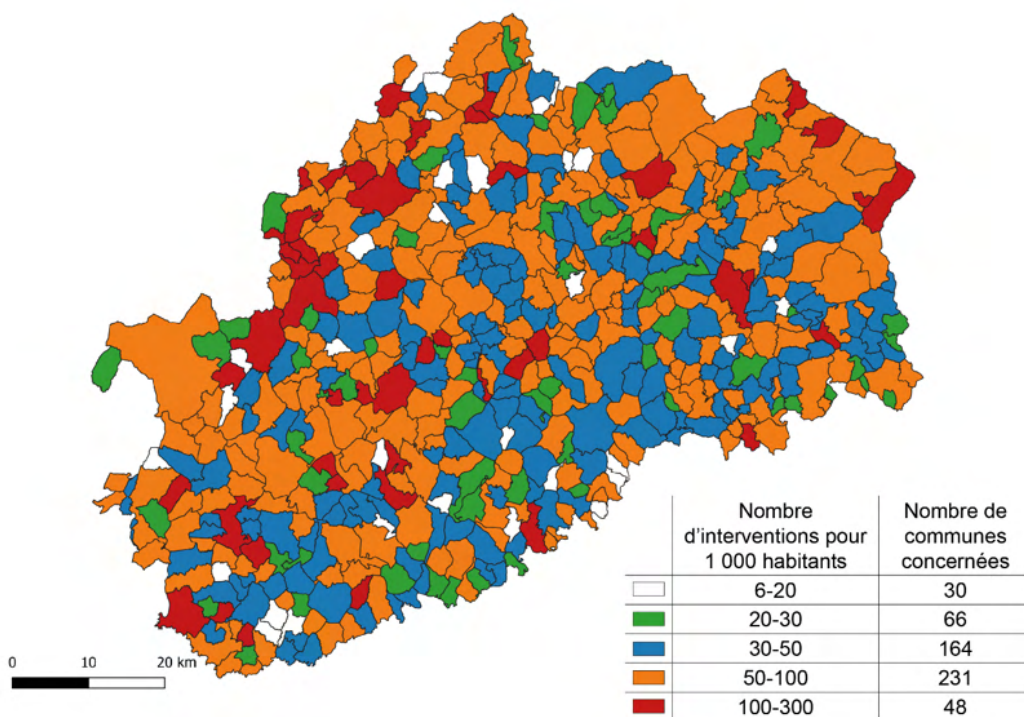 Nombre d'interventions pour 1 000 habitants
Nombre de communes concernées
6-20 30
20-30 66
30-50 164
50-100 231
100-300 48
0 10 20 km